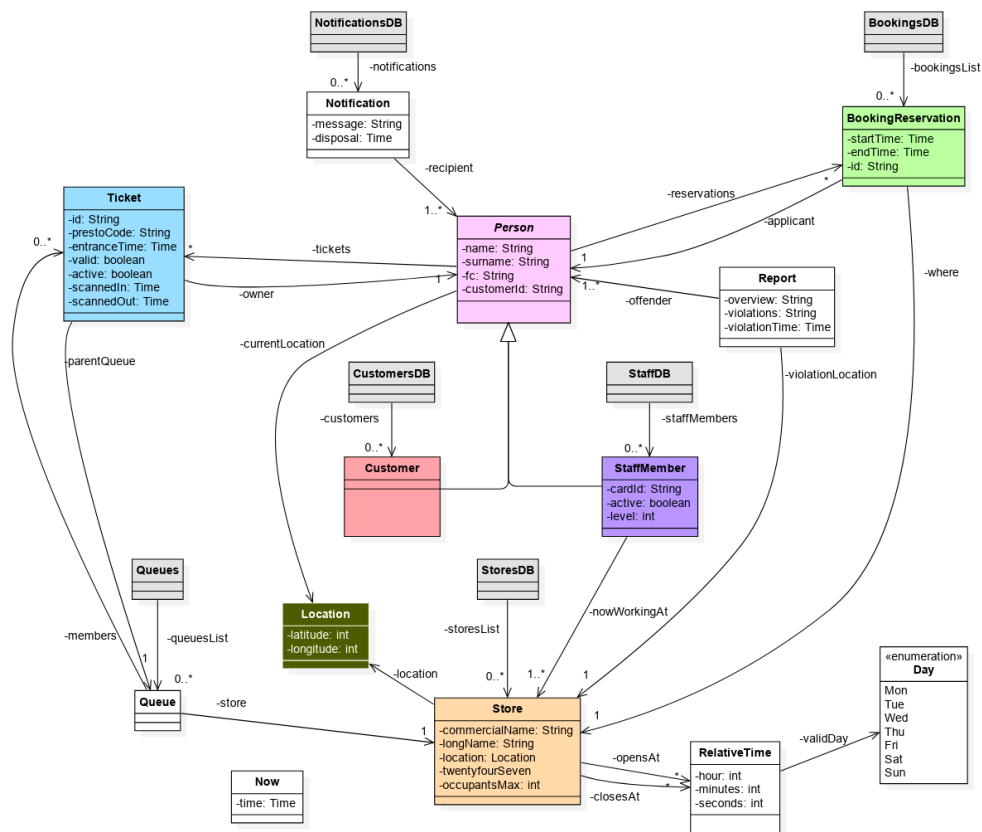 NotificationsDB
BookingsDB
-notifications
-bookingsList
0..*
0..*
Notification
-message: String
-disposal: Time
BookingReservation
-startTime: Time
-endTime: Time
-id: String
-recipient
-reservations
*
Ticket
-id: String
-prestoCode: String
-entranceTime: Time
-valid: boolean
-active: boolean
-scannedIn: Time
-scannedOut: Time
1..*
Person
-name: String
-surname: String
-fc: String
-customerId: String
-applicant
0..*
*
-tickets
1
-owner
1
1..*
-offender
-where
Report
-overview: String
-violations: String
-violationTime: Time
-currentLocation
-parentQueue
CustomersDB
StaffDB
-violationLocation
-customers
-staffMembers
0..*
0..*
Customer
StaffMember
-cardId: String
-active: boolean
-level: int
Queues
StoresDB
Location
-latitude: int
-longitude: int
-members
-queuesList
-storesList
-nowWorkingAt
1
0..*
-location
0..*
1..*
1
Queue
-store
1
Store
-commercialName: String
-longName: String
-location: Location
-twentyfourSeven
-occupantsMax: int
1
-opensAt
*
-closesAt
*
RelativeTime
-hour: int
-minutes: int
-seconds: int
-validDay
«enumeration»
Day
Mon
Tue
Wed
Thu
Fri
Sat
Sun
Now
-time: Time